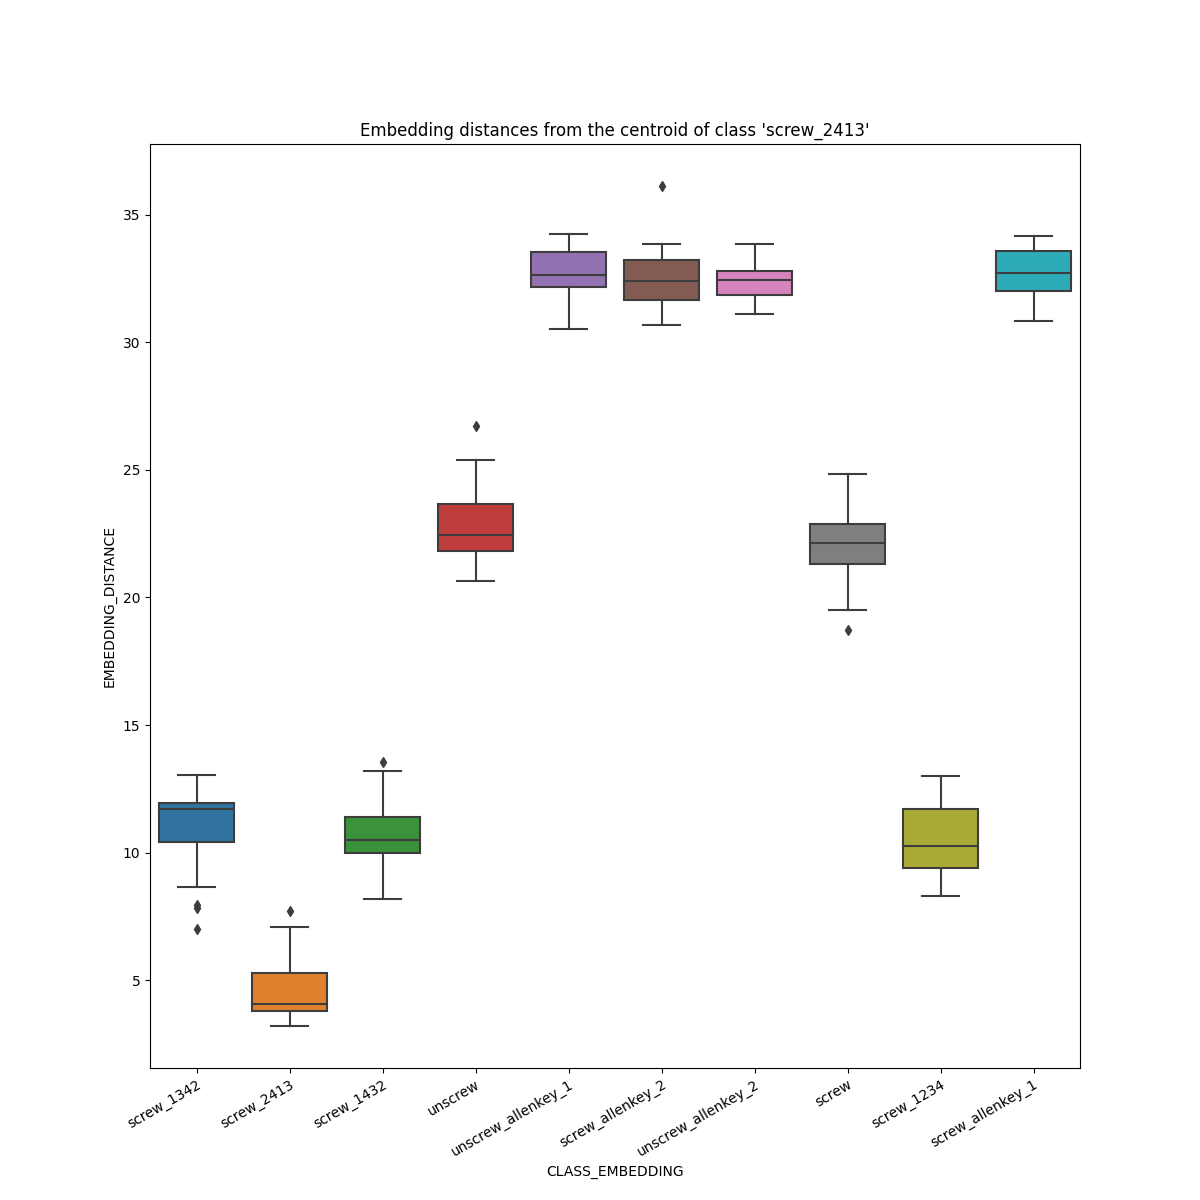 Embedding distances from the centroid of class 'screw_2413'
35
30
25
20
15
10
5
EMBEDDING_DISTANCE
screw_1342
screw_2413
screw_1432
unscrew
unscrew_allenkey_1
screw_allenkey_2
unscrew_allenkey_2
screw
screw_1234
screw_allenkey_1
CLASS_EMBEDDING